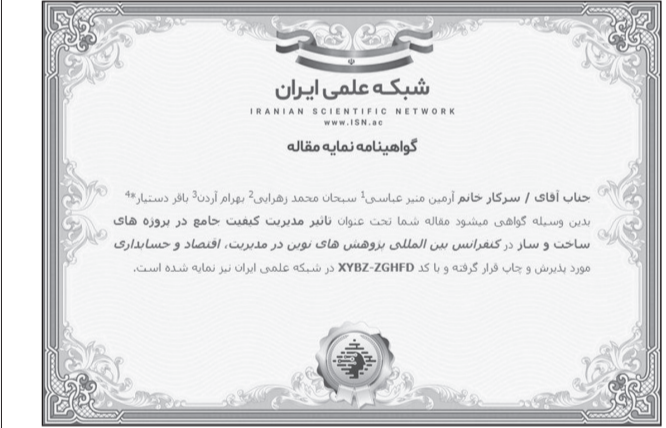 شبکه علمی ایران
IRANIAN SCIENTIFIC NETWORK
www.ISN.ac
گواهینامه نمایه مقاله
جناب آقای / سرکار خانم آرمین منیر عباسی1 سبحان محمد زهرایی2 بهرام آردن3 باقر دستیار*4
بدین وسیله گواهی میشود مقاله شما تحت عنوان تاثیر مدیریت کیفیت جامع در پروژه های
ساخت و ساز در کنفرانس بین المللی پژوهش های نوین در مدیریت، اقتصاد و حسابداری
مورد پذیرش و چاپ قرار گرفته و با کد XYBZ-ZGHFD در شبکه علمی ایران نیز نمایه شده است.